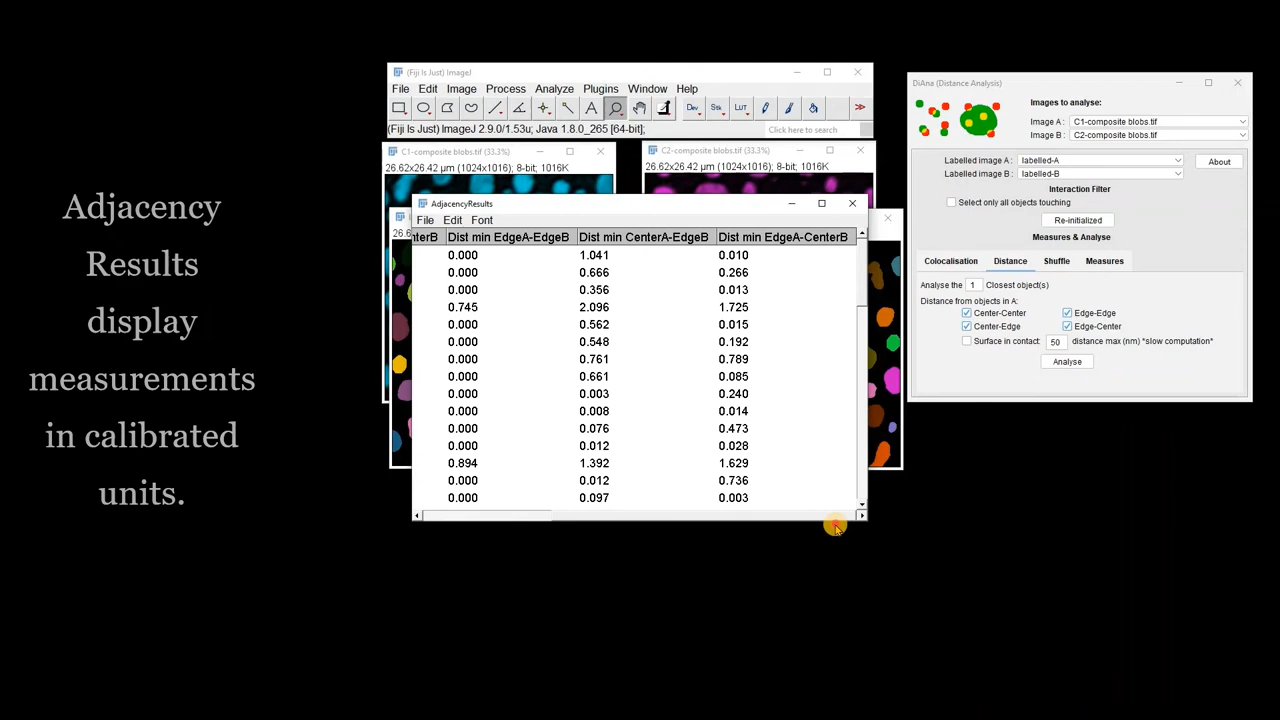 Adjacency
Results
display
measurements
in calibrated
units.
(Fiji Is Just) ImageJ
File Edit Image Process Analyze Plugins Window Help
Dev Stk LUT
(Fiji Is Just) ImageJ 2.9.0/1.53u; Java 1.8.0_265 [64-bit]; Click here to search
C1-composite blobs.tif (33.3%)
26.62x26.42 µm (1024x1016); 8-bit; 1016K
C2-composite blobs.tif (33.3%)
26.62x26.42 µm (1024x1016); 8-bit; 1016K
26.6
AdjacencyResults
File Edit Font
nterB Dist min EdgeA-EdgeB Dist min CenterA-EdgeB Dist min EdgeA-CenterB
0.000 1.041 0.010
0.000 0.666 0.266
0.000 0.356 0.013
0.745 2.096 1.725
0.000 0.562 0.015
0.000 0.548 0.192
0.000 0.761 0.789
0.000 0.661 0.085
0.000 0.003 0.240
0.000 0.008 0.014
0.000 0.076 0.473
0.000 0.012 0.028
0.894 1.392 1.629
0.000 0.012 0.736
0.000 0.097 0.003
DiAna (Distance Analysis)
Images to analyse:
Image A : C1-composite blobs.tif
Image B : C2-composite blobs.tif
Labelled image A : labelled-A About
Labelled image B : labelled-B
Interaction Filter
Select only all objects touching
Re-initialized
Measures & Analyse
Colocalisation Distance Shuffle Measures
Analyse the 1 Closest object(s)
Distance from objects in A:
Center-Center Edge-Edge
Center-Edge Edge-Center
Surface in contact: 50 distance max (nm) *slow computation*
Analyse